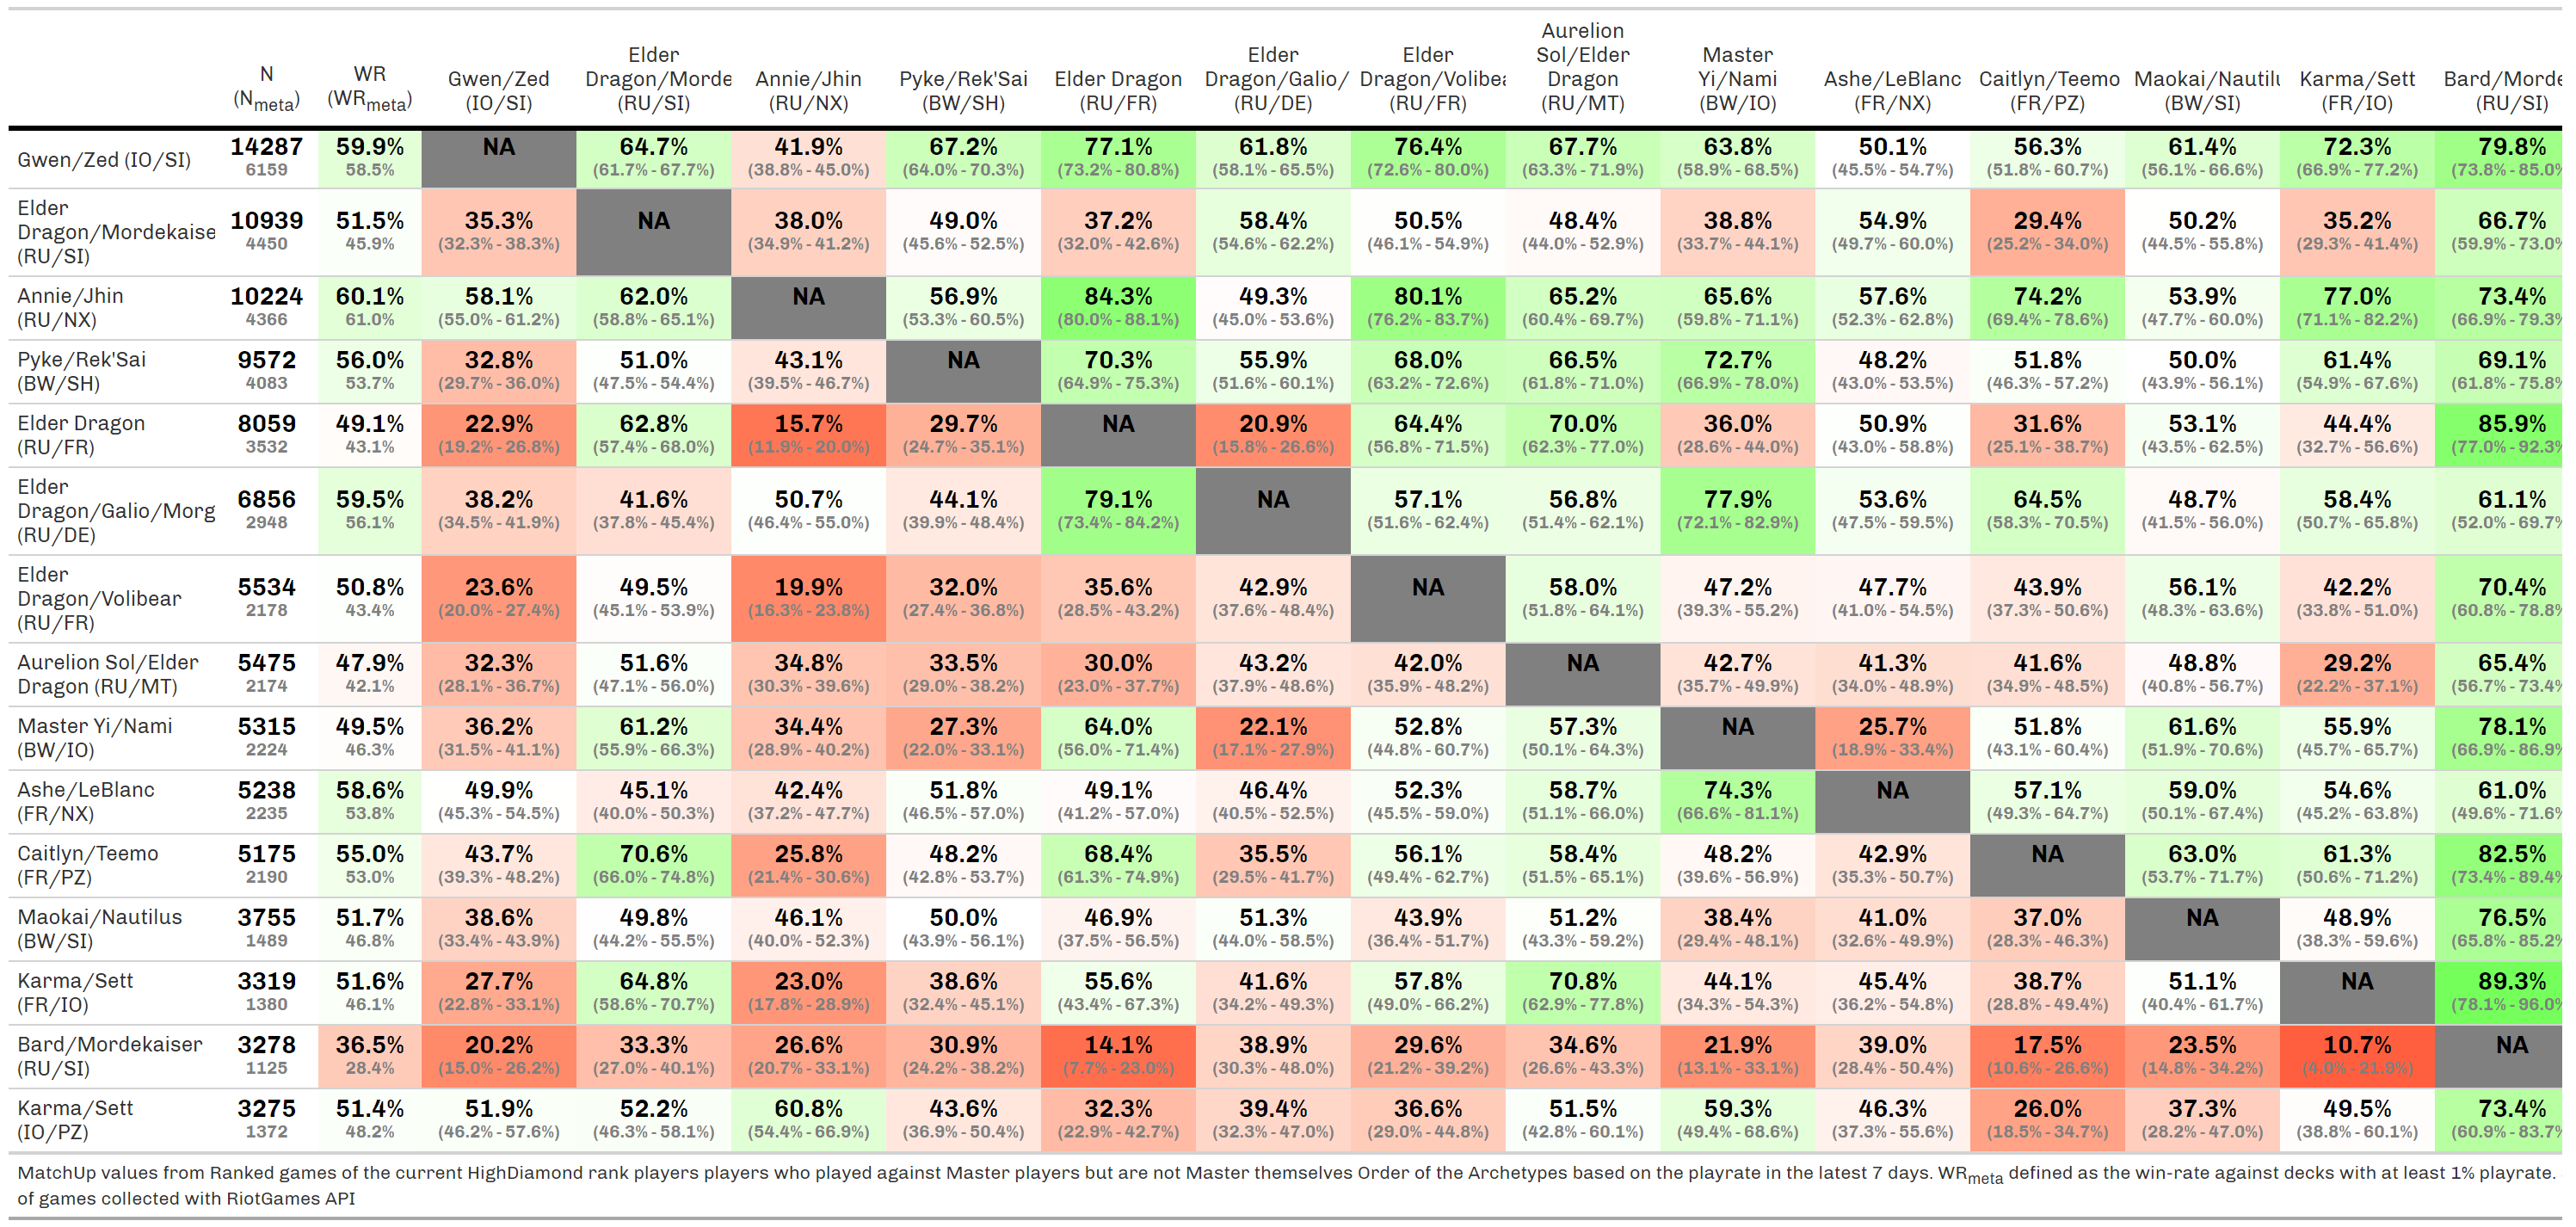 N (N_meta) WR (WR_meta) Gwen/Zed (IO/SI) Elder Dragon/Morde (RU/SI) Annie/Jhin (RU/NX) Pyke/Rek'Sai (BW/SH) Elder Dragon (RU/FR) Elder Dragon/Galio/ (RU/DE) Elder Dragon/Volibea (RU/FR) Aurelion Sol/Elder Dragon (RU/MT) Master Yi/Nami (BW/IO) Ashe/LeBlanc (FR/NX) Caitlyn/Teemo (FR/PZ) Maokai/Nautilu (BW/SI) Karma/Sett (FR/IO) Bard/Morde (RU/SI)
Gwen/Zed (IO/SI) 14287 59.9% NA 64.7% 41.9% 67.2% 77.1% 61.8% 76.4% 67.7% 63.8% 50.1% 56.3% 61.4% 72.3% 79.8%
6159 58.5% (61.7% - 67.7%) (38.8% - 45.0%) (64.0% - 70.3%) (73.2% - 80.8%) (58.1% - 65.5%) (72.6% - 80.0%) (63.3% - 71.9%) (58.9% - 68.5%) (45.5% - 54.7%) (51.8% - 60.7%) (56.1% - 66.6%) (66.9% - 77.2%) (73.8% - 85.0%
Elder Dragon/Mordekaise (RU/SI) 10939 51.5% 35.3% NA 38.0% 49.0% 37.2% 58.4% 50.5% 48.4% 38.8% 54.9% 29.4% 50.2% 35.2% 66.7%
4450 45.9% (32.3% - 38.3%) (34.9% - 41.2%) (45.6% - 52.5%) (32.0% - 42.6%) (54.6% - 62.2%) (46.1% - 54.9%) (44.0% - 52.9%) (33.7% - 44.1%) (49.7% - 60.0%) (25.2% - 34.0%) (44.5% - 55.8%) (29.3% - 41.4%) (59.9% - 73.0%
Annie/Jhin (RU/NX) 10224 60.1% 58.1% 62.0% NA 56.9% 84.3% 49.3% 80.1% 65.2% 65.6% 57.6% 74.2% 53.9% 77.0% 73.4%
4366 61.0% (55.0% - 61.2%) (58.8% - 65.1%) (53.3% - 60.5%) (80.0% - 88.1%) (45.0% - 53.6%) (76.2% - 83.7%) (60.4% - 69.7%) (59.8% - 71.1%) (52.3% - 62.8%) (69.4% - 78.6%) (47.7% - 60.0%) (71.1% - 82.2%) (66.9% - 79.3%
Pyke/Rek'Sai (BW/SH) 9572 56.0% 32.8% 51.0% 43.1% NA 70.3% 55.9% 68.0% 66.5% 72.7% 48.2% 51.8% 50.0% 61.4% 69.1%
4083 53.7% (29.7% - 36.0%) (47.5% - 54.4%) (39.5% - 46.7%) (64.9% - 75.3%) (51.6% - 60.1%) (63.2% - 72.6%) (61.8% - 71.0%) (66.9% - 78.0%) (43.0% - 53.5%) (46.3% - 57.2%) (43.9% - 56.1%) (54.9% - 67.6%) (61.8% - 75.8%
Elder Dragon (RU/FR) 8059 49.1% 22.9% 62.8% 15.7% 29.7% NA 20.9% 64.4% 70.0% 36.0% 50.9% 31.6% 53.1% 44.4% 85.9%
3532 43.1% (19.2% - 26.8%) (57.4% - 68.0%) (11.9% - 20.0%) (24.7% - 35.1%) (15.8% - 26.6%) (56.8% - 71.5%) (62.3% - 77.0%) (28.6% - 44.0%) (43.0% - 58.8%) (25.1% - 38.7%) (43.5% - 62.5%) (32.7% - 56.6%) (77.0% - 92.3%
Elder Dragon/Galio/Morg (RU/DE) 6856 59.5% 38.2% 41.6% 50.7% 44.1% 79.1% NA 57.1% 56.8% 77.9% 53.6% 64.5% 48.7% 58.4% 61.1%
2948 56.1% (34.5% - 41.9%) (37.8% - 45.4%) (46.4% - 55.0%) (39.9% - 48.4%) (73.4% - 84.2%) (51.6% - 62.4%) (51.4% - 62.1%) (72.1% - 82.9%) (47.5% - 59.5%) (58.3% - 70.5%) (41.5% - 56.0%) (50.7% - 65.8%) (52.0% - 69.7%
Elder Dragon/Volibear (RU/FR) 5534 50.8% 23.6% 49.5% 19.9% 32.0% 35.6% 42.9% NA 58.0% 47.2% 47.7% 43.9% 56.1% 42.2% 70.4%
2178 43.4% (20.0% - 27.4%) (45.1% - 53.9%) (16.3% - 23.8%) (27.4% - 36.8%) (28.5% - 43.2%) (37.6% - 48.4%) (51.8% - 64.1%) (39.3% - 55.2%) (41.0% - 54.5%) (37.3% - 50.6%) (48.3% - 63.6%) (33.8% - 51.0%) (60.8% - 78.8%
Aurelion Sol/Elder Dragon (RU/MT) 5475 47.9% 32.3% 51.6% 34.8% 33.5% 30.0% 43.2% 42.0% NA 42.7% 41.3% 41.6% 48.8% 29.2% 65.4%
2174 42.1% (28.1% - 36.7%) (47.1% - 56.0%) (30.3% - 39.6%) (29.0% - 38.2%) (23.0% - 37.7%) (37.9% - 48.6%) (35.9% - 48.2%) (35.7% - 49.9%) (34.0% - 48.9%) (34.9% - 48.5%) (40.8% - 56.7%) (22.2% - 37.1%) (56.7% - 73.4%
Master Yi/Nami (BW/IO) 5315 49.5% 36.2% 61.2% 34.4% 27.3% 64.0% 22.1% 52.8% 57.3% NA 25.7% 51.8% 61.6% 55.9% 78.1%
2224 46.3% (31.5% - 41.1%) (55.9% - 66.3%) (28.9% - 40.2%) (22.0% - 33.1%) (56.0% - 71.4%) (17.1% - 27.9%) (44.8% - 60.7%) (50.1% - 64.3%) (18.9% - 33.4%) (43.1% - 60.4%) (51.9% - 70.6%) (45.7% - 65.7%) (66.9% - 86.9%
Ashe/LeBlanc (FR/NX) 5238 58.6% 49.9% 45.1% 42.4% 51.8% 49.1% 46.4% 52.3% 58.7% 74.3% NA 57.1% 59.0% 54.6% 61.0%
2235 53.8% (45.3% - 54.5%) (40.0% - 50.3%) (37.2% - 47.7%) (46.5% - 57.0%) (41.2% - 57.0%) (40.5% - 52.5%) (45.5% - 59.0%) (51.1% - 66.0%) (66.6% - 81.1%) (49.3% - 64.7%) (50.1% - 67.4%) (45.2% - 63.8%) (49.6% - 71.6%
Caitlyn/Teemo (FR/PZ) 5175 55.0% 43.7% 70.6% 25.8% 48.2% 68.4% 35.5% 56.1% 58.4% 48.2% 42.9% NA 63.0% 61.3% 82.5%
2190 53.0% (39.3% - 48.2%) (66.0% - 74.8%) (21.4% - 30.6%) (42.8% - 53.7%) (61.3% - 74.9%) (29.5% - 41.7%) (49.4% - 62.7%) (51.5% - 65.1%) (39.6% - 56.9%) (35.3% - 50.7%) (53.7% - 71.7%) (50.6% - 71.2%) (73.4% - 89.4%
Maokai/Nautilus (BW/SI) 3755 51.7% 38.6% 49.8% 46.1% 50.0% 46.9% 51.3% 43.9% 51.2% 38.4% 41.0% 37.0% NA 48.9% 76.5%
1489 46.8% (33.4% - 43.9%) (44.2% - 55.5%) (40.0% - 52.3%) (43.9% - 56.1%) (37.5% - 56.5%) (44.0% - 58.5%) (36.4% - 51.7%) (43.3% - 59.2%) (29.4% - 48.1%) (32.6% - 49.9%) (28.3% - 46.3%) (38.3% - 59.6%) (65.8% - 85.2%
Karma/Sett (FR/IO) 3319 51.6% 27.7% 64.8% 23.0% 38.6% 55.6% 41.6% 57.8% 70.8% 44.1% 45.4% 38.7% 51.1% NA 89.3%
1380 46.1% (22.8% - 33.1%) (58.6% - 70.7%) (17.8% - 28.9%) (32.4% - 45.1%) (43.4% - 67.3%) (34.2% - 49.3%) (49.0% - 66.2%) (62.9% - 77.8%) (34.3% - 54.3%) (36.2% - 54.8%) (28.8% - 49.4%) (40.4% - 61.7%) (78.1% - 96.0%
Bard/Mordekaiser (RU/SI) 3278 36.5% 20.2% 33.3% 26.6% 30.9% 14.1% 38.9% 29.6% 34.6% 21.9% 39.0% 17.5% 23.5% 10.7% NA
1125 28.4% (15.0% - 26.2%) (27.0% - 40.1%) (20.7% - 33.1%) (24.2% - 38.2%) (7.7% - 23.0%) (30.3% - 48.0%) (21.2% - 39.2%) (26.6% - 43.3%) (13.1% - 33.1%) (28.4% - 50.4%) (10.6% - 26.6%) (14.8% - 34.2%) (4.0% - 21.9%)
Karma/Sett (IO/PZ) 3275 51.4% 51.9% 52.2% 60.8% 43.6% 32.3% 39.4% 36.6% 51.5% 59.3% 46.3% 26.0% 37.3% 49.5% 73.4%
1372 48.2% (46.2% - 57.6%) (46.3% - 58.1%) (54.4% - 66.9%) (36.9% - 50.4%) (22.9% - 42.7%) (32.3% - 47.0%) (29.0% - 44.8%) (42.8% - 60.1%) (49.4% - 68.6%) (37.3% - 55.6%) (18.5% - 34.7%) (28.2% - 47.0%) (38.8% - 60.1%) (60.9% - 83.7%
MatchUp values from Ranked games of the current HighDiamond rank players players who played against Master players but are not Master themselves Order of the Archetypes based on the playrate in the latest 7 days. WR_meta defined as the win-rate against decks with at least 1% playrate.
of games collected with RiotGames API